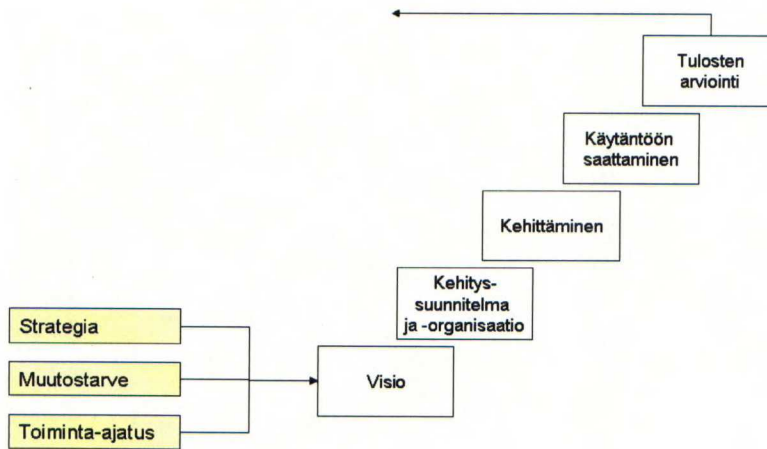 Tulosten
arviointi
Käytäntöön
saattaminen
Kehittäminen
Kehitys-
suunnitelma
ja -organisaatio
Strategia
Muutostarve
Visio
Toiminta-ajatus